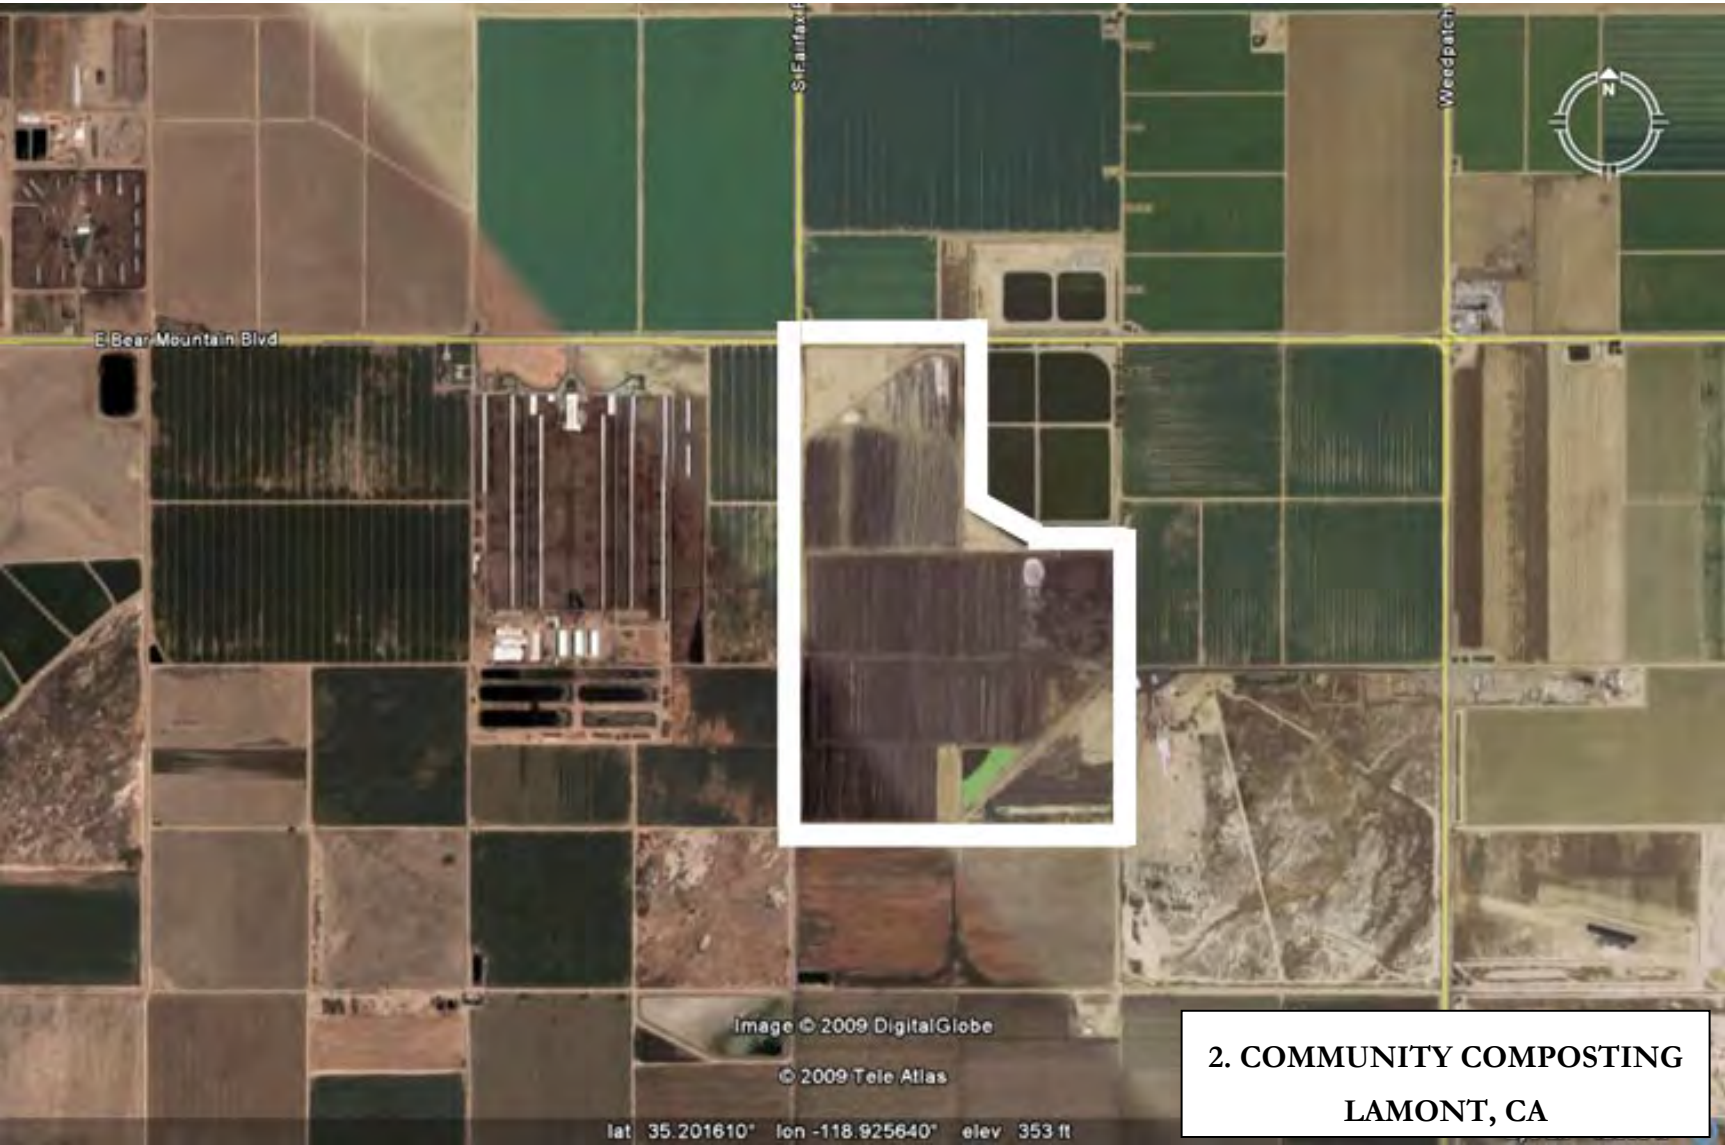 S Fairfax R
Weedpatch
N
E Bear Mountain Blvd
Image © 2009 DigitalGlobe
© 2009 Tele Atlas
2. COMMUNITY COMPOSTING
LAMONT, CA
lat 35.201610° lon -118.925640° elev 353 ft